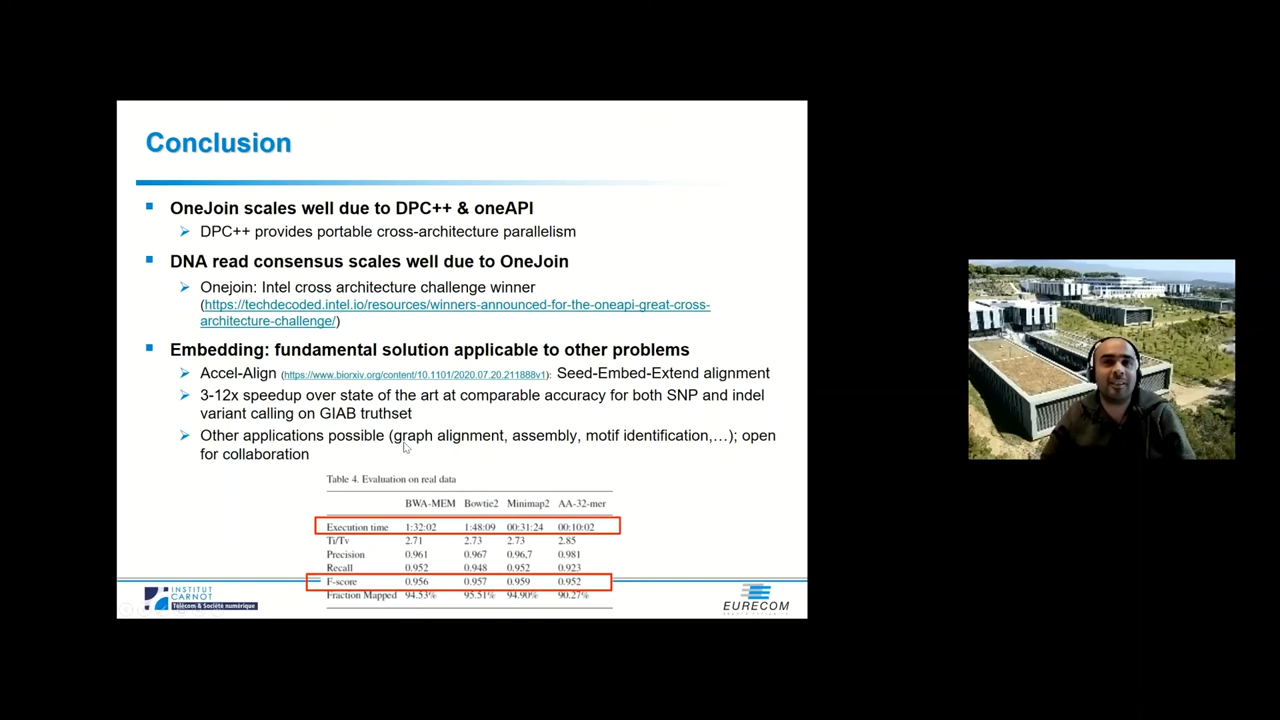 Conclusion
OneJoin scales well due to DPC++ & oneAPI
DPC++ provides portable cross-architecture parallelism
DNA read consensus scales well due to OneJoin
Onejoin: Intel cross architecture challenge winner
(https://techdecoded.intel.io/resources/winners-announced-for-the-oneapi-great-cross-
architecture-challenge/)
Embedding: fundamental solution applicable to other problems
Accel-Align (https://www.biorxiv.org/content/10.1101/2020.07.20.211888v1): Seed-Embed-Extend alignment
3-12x speedup over state of the art at comparable accuracy for both SNP and indel
variant calling on GIAB truthset
Other applications possible (graph alignment, assembly, motif identification,...); open
for collaboration
Table 4. Evaluation on real data
BWA-MEM Bowtie2 Minimap2 AA-32-mer
Execution time 1:32:02 1:48:09 00:31:24 00:10:02
Ti/Tv 2.71 2.73 2.73 2.85
Precision 0.961 0.967 0.96,7 0.981
Recall 0.952 0.948 0.952 0.923
F-score 0.956 0.957 0.959 0.952
Fraction Mapped 94.53% 95.51% 94.90% 90.27%
INSTITUT
CARNOT
Télécom & Société numérique
EURECOM